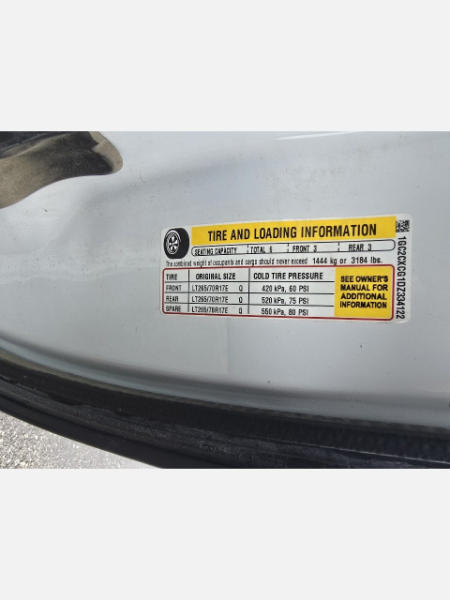 TIRE AND LOADING INFORMATION
SEATING CAPACITY TOTAL 6 FRONT 3 REAR 3
The combined weight of occupants and cargo should never exceed 1444 kg or 3184 lbs.
TIRE ORIGINAL SIZE COLD TIRE PRESSURE
FRONT LT265/70R17E Q 420 kPa, 60 PSI
REAR LT265/70R17E Q 520 kPa, 75 PSI
SPARE LT265/70R17E Q 550 kPa, 80 PSI
SEE OWNER'S
MANUAL FOR
ADDITIONAL
INFORMATION
1GC2CXCG1DZ334122